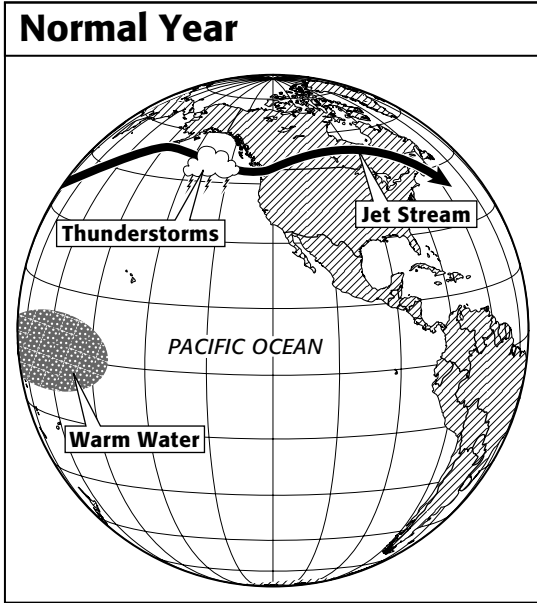 Normal Year
Jet Stream
Thunderstorms
PACIFIC OCEAN
Warm Water